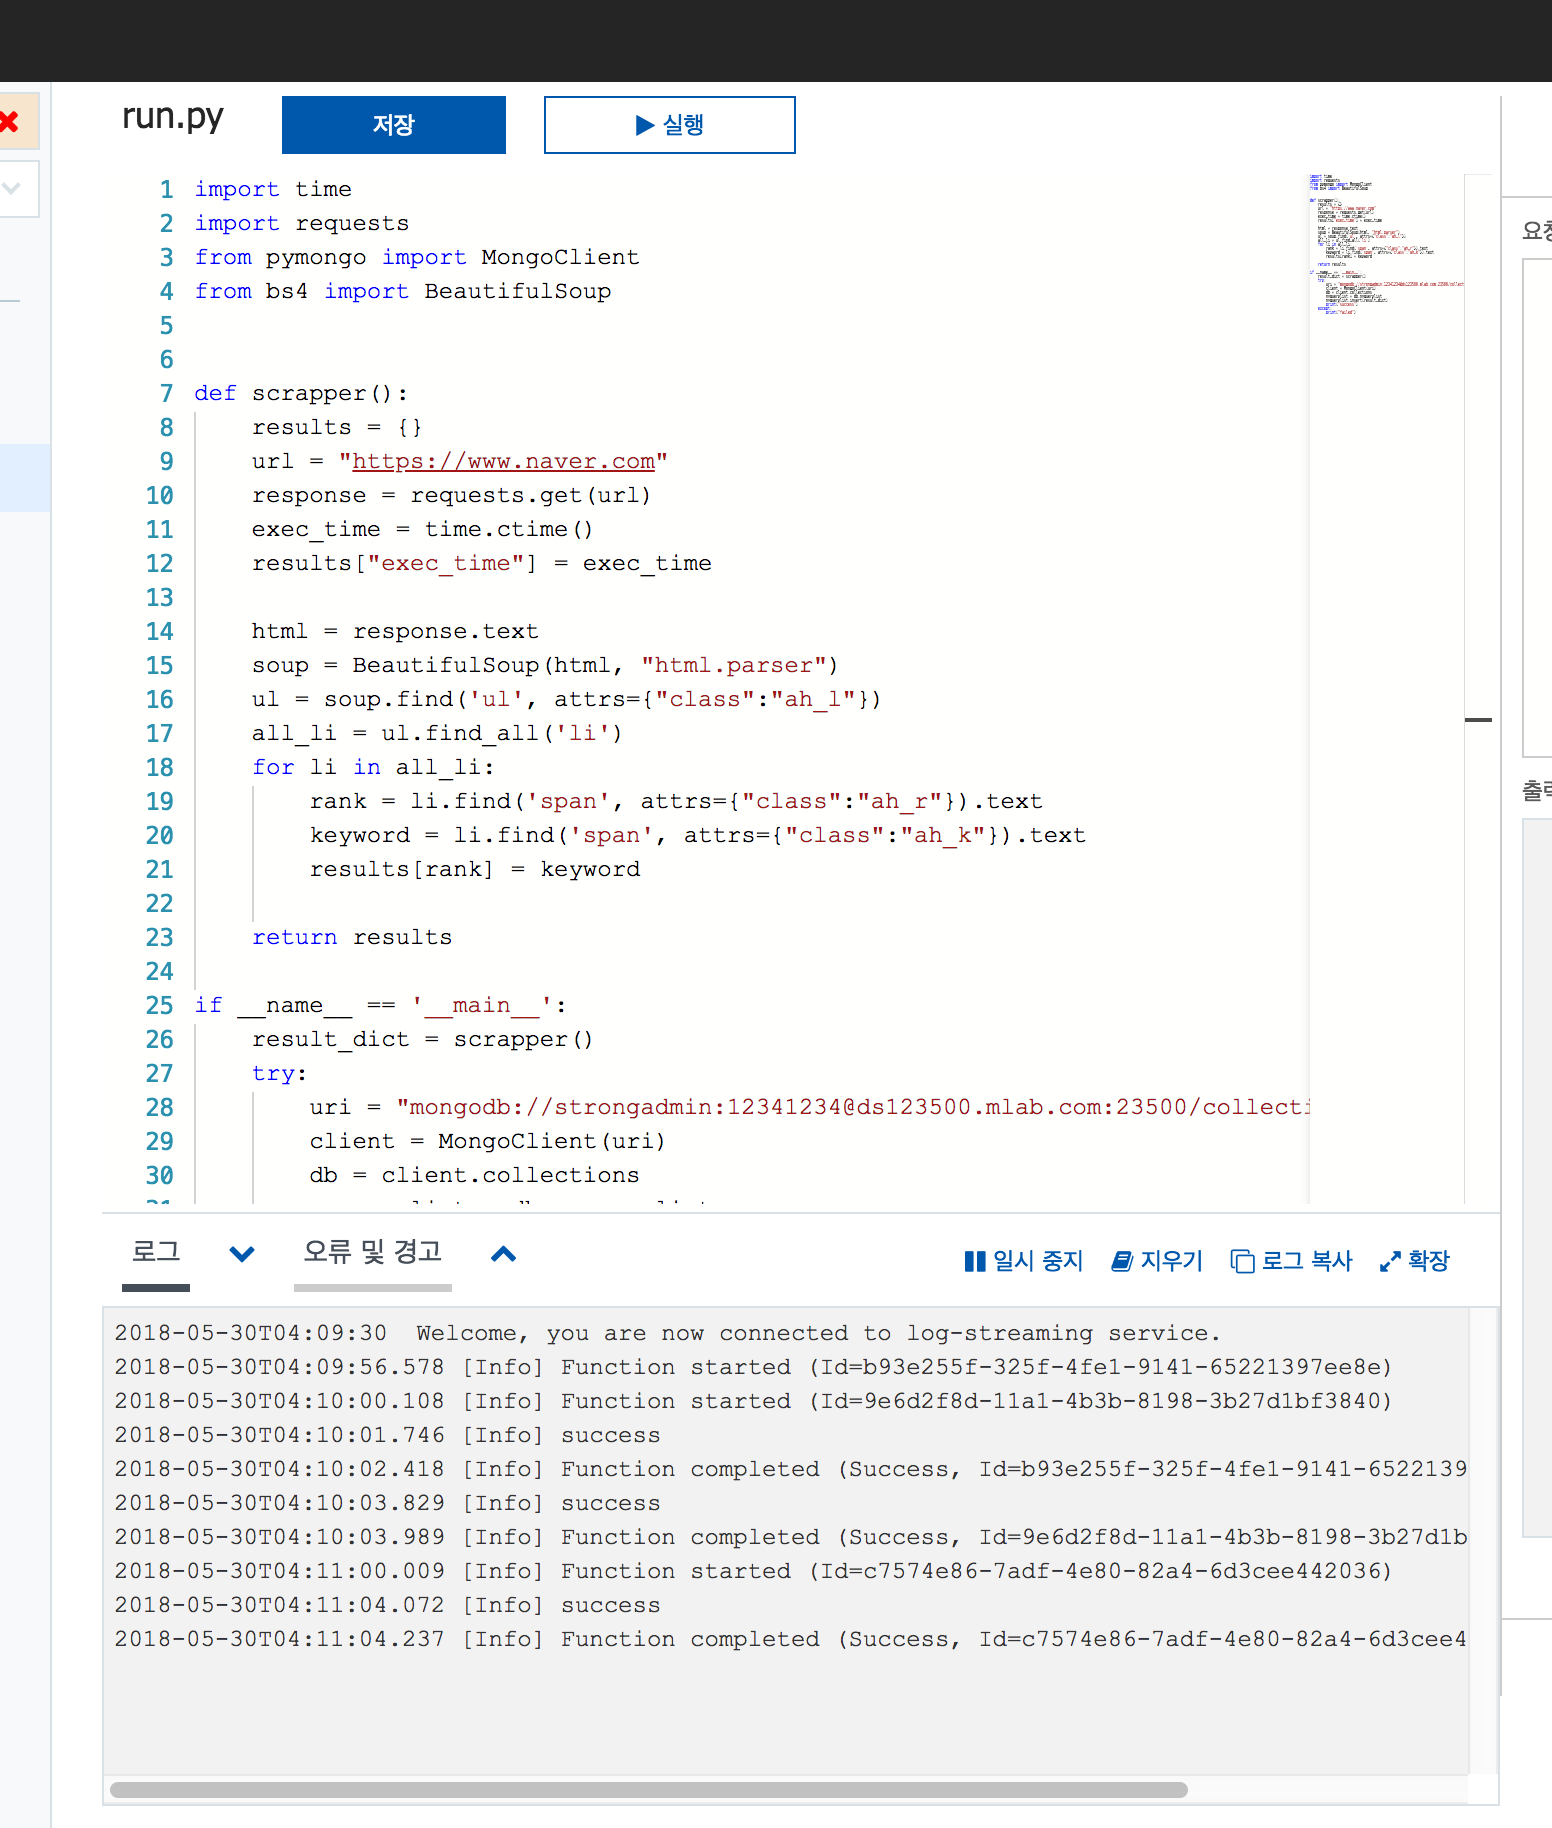 run.py
저장
실행
1 import time
2 import requests
3 from pymongo import MongoClient
4 from bs4 import BeautifulSoup
5
6
7 def scrapper():
8     results = {}
9     url = "https://www.naver.com"
10     response = requests.get(url)
11     exec_time = time.ctime()
12     results["exec_time"] = exec_time
13
14     html = response.text
15     soup = BeautifulSoup(html, "html.parser")
16     ul = soup.find('ul', attrs={"class":"ah_l"})
17     all_li = ul.find_all('li')
18     for li in all_li:
19         rank = li.find('span', attrs={"class":"ah_r"}).text
20         keyword = li.find('span', attrs={"class":"ah_k"}).text
21         results[rank] = keyword
22
23     return results
24
25 if __name__ == '__main__':
26     result_dict = scrapper()
27     try:
28         uri = "mongodb://strongadmin:12341234@ds123500.mlab.com:23500/collecti
29         client = MongoClient(uri)
30         db = client.collections
로그
오류 및 경고
일시 중지
지우기
로그 복사
확장
2018-05-30T04:09:30  Welcome, you are now connected to log-streaming service.
2018-05-30T04:09:56.578 [Info] Function started (Id=b93e255f-325f-4fe1-9141-65221397ee8e)
2018-05-30T04:10:00.108 [Info] Function started (Id=9e6d2f8d-11a1-4b3b-8198-3b27d1bf3840)
2018-05-30T04:10:01.746 [Info] success
2018-05-30T04:10:02.418 [Info] Function completed (Success, Id=b93e255f-325f-4fe1-9141-6522139
2018-05-30T04:10:03.829 [Info] success
2018-05-30T04:10:03.989 [Info] Function completed (Success, Id=9e6d2f8d-11a1-4b3b-8198-3b27d1b
2018-05-30T04:11:00.009 [Info] Function started (Id=c7574e86-7adf-4e80-82a4-6d3cee442036)
2018-05-30T04:11:04.072 [Info] success
2018-05-30T04:11:04.237 [Info] Function completed (Success, Id=c7574e86-7adf-4e80-82a4-6d3cee4